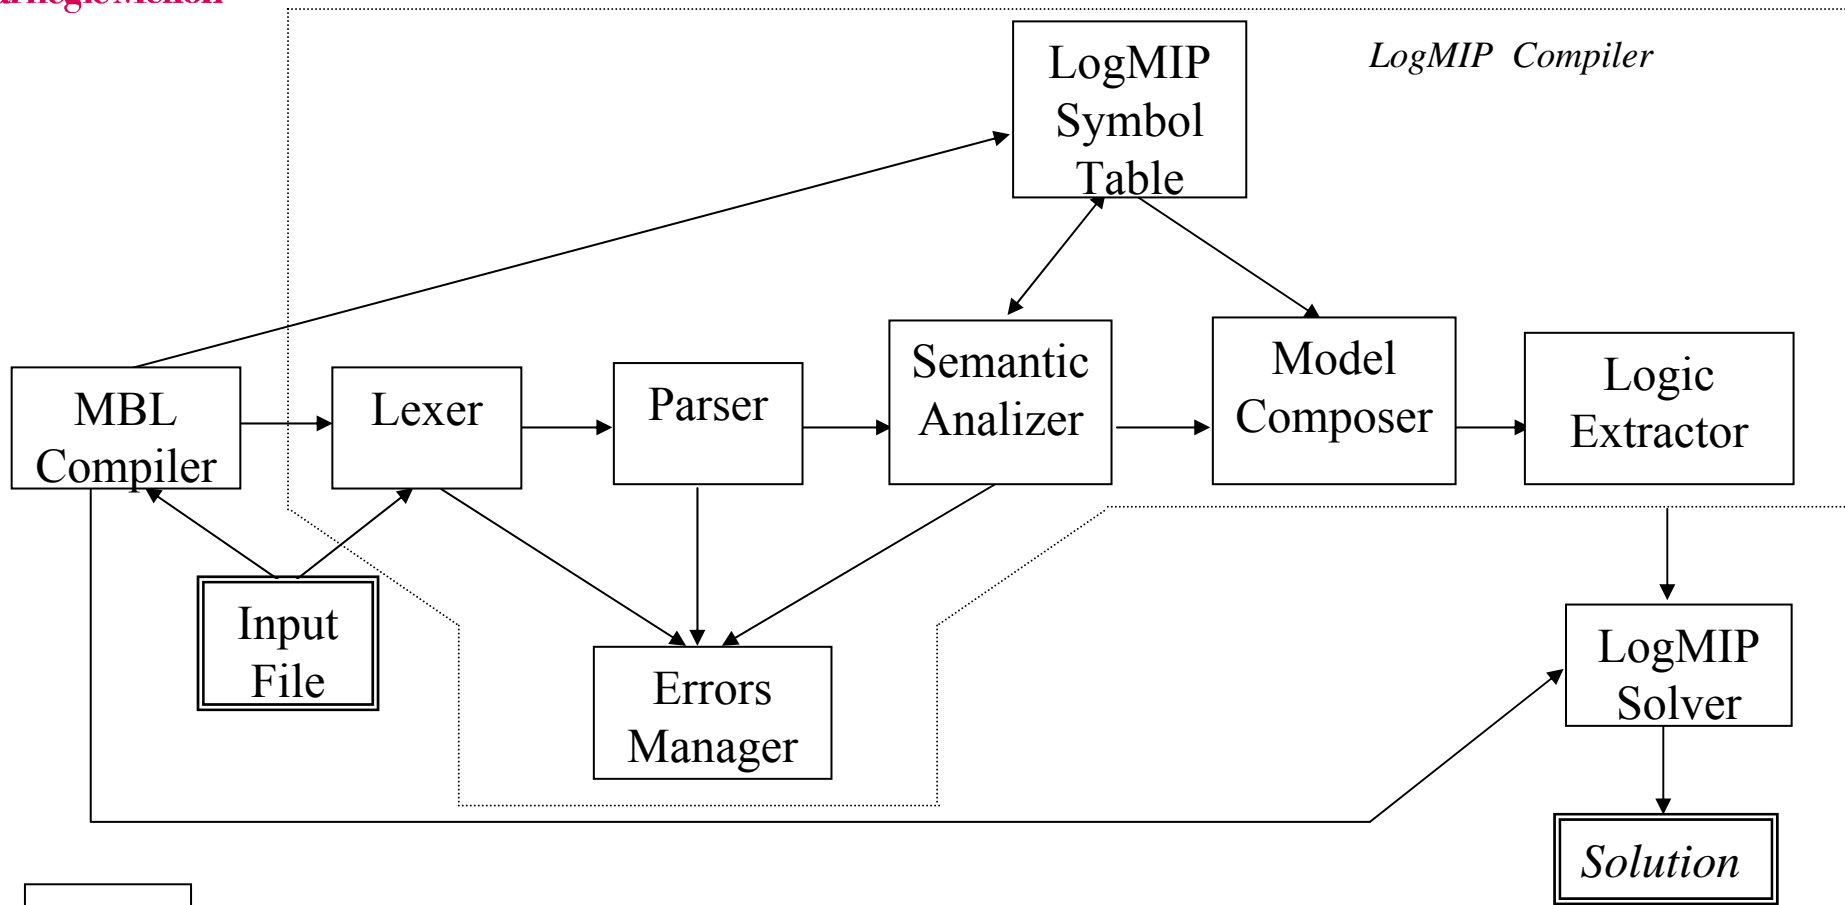 LogMIP Compiler
LogMIP
Symbol
Table
MBL
Compiler
Lexer
Parser
Semantic
Analizer
Model
Composer
Logic
Extractor
Input
File
Errors
Manager
LogMIP
Solver
Solution